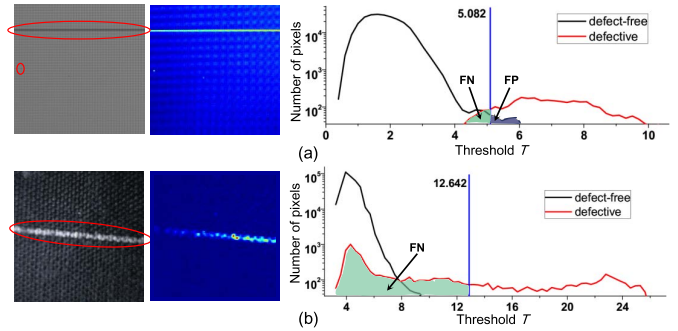 5.082
defect-free
defective
Number of pixels
10⁴
10³
10²
FN
FP
0
2
4
6
8
10
Threshold T
(a)
12.642
defect-free
defective
Number of pixels
10⁵
10⁴
10³
10²
FN
4
8
12
16
20
24
Threshold T
(b)